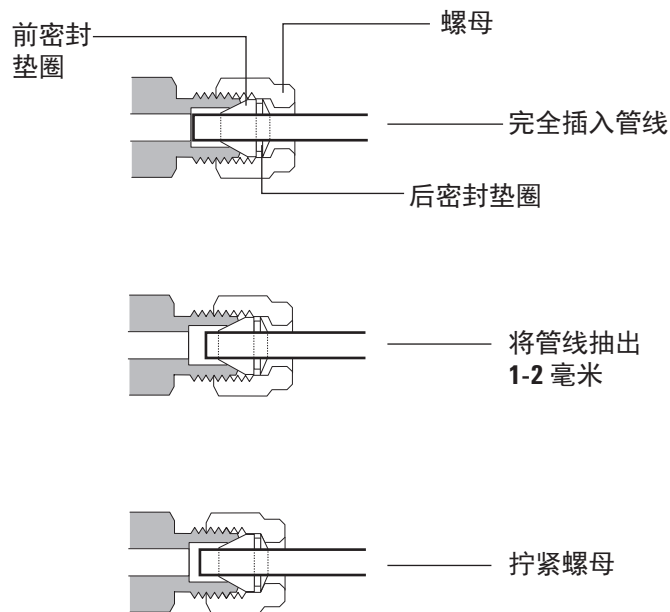 前密封
垫圈
螺母
完全插入管线
后密封垫圈
将管线抽出
1-2 毫米
拧紧螺母